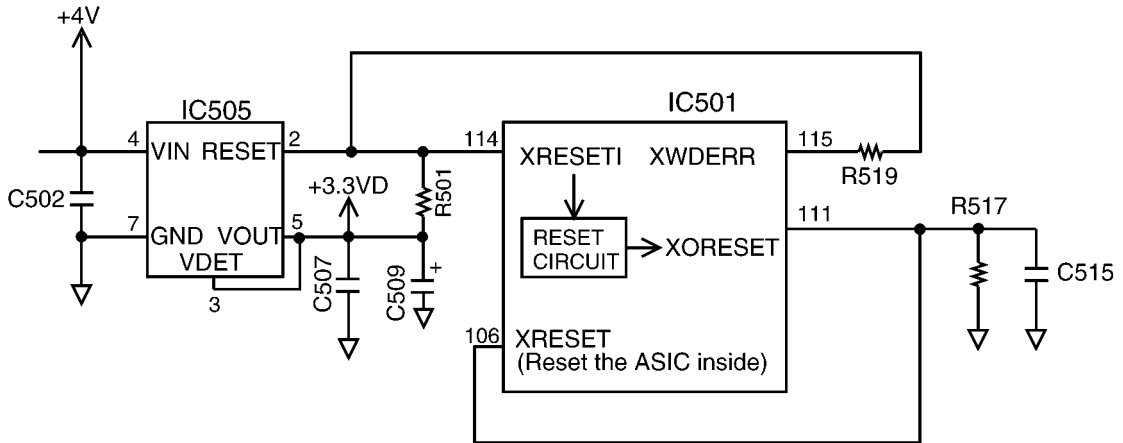 +4V
IC505
IC501
4
VIN RESET
2
114
XRESETI XWDERR
115
R519
C502
+3.3VD
R501
7
GND VOUT
5
VDET
3
C507
C509
+
RESET
CIRCUIT
XORESET
111
R517
C515
106
XRESET
(Reset the ASIC inside)